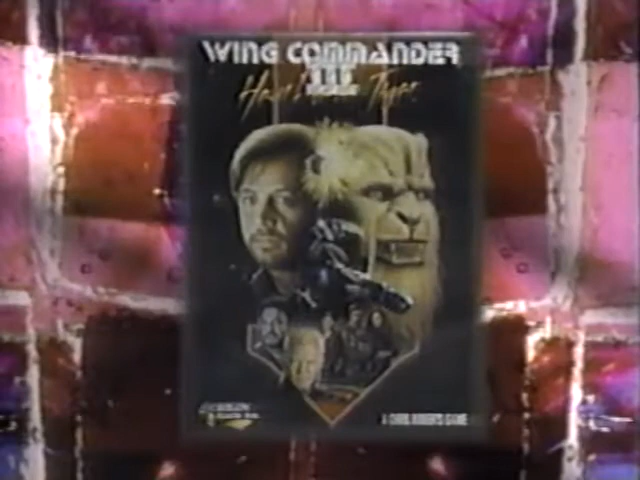 WING COMMANDER
III
Heart of the Tiger
A CHRIS ROBERTS GAME